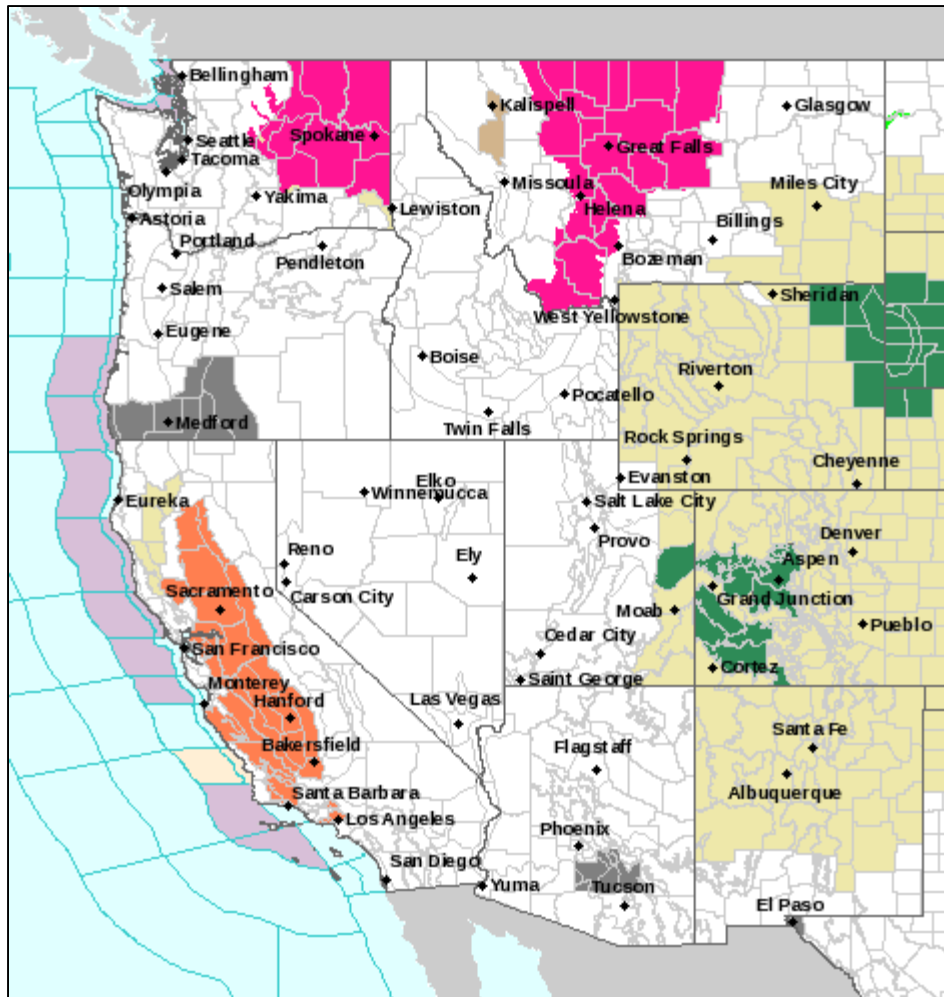 Bellingham
Kalispell
Glasgow
Seattle
Spokane
Great Falls
Tacoma
Olympia
Missoula
Miles City
Yakima
Helena
Lewiston
Astoria
Billings
Portland
Bozeman
Pendleton
Salem
Sheridan
West Yellowstone
Eugene
Boise
Riverton
Pocatello
Medford
Twin Falls
Rock Springs
Cheyenne
Evanston
Elko
Eureka
Winnemucca
Salt Lake City
Denver
Provo
Reno
Ely
Aspen
Sacramento
Carson City
Grand Junction
Moab
Pueblo
Cedar City
San Francisco
Cortez
Saint George
Monterey
Hanford
Las Vegas
Bakersfield
Flagstaff
Santa Fe
Albuquerque
Santa Barbara
Los Angeles
Phoenix
San Diego
Yuma
Tucson
El Paso